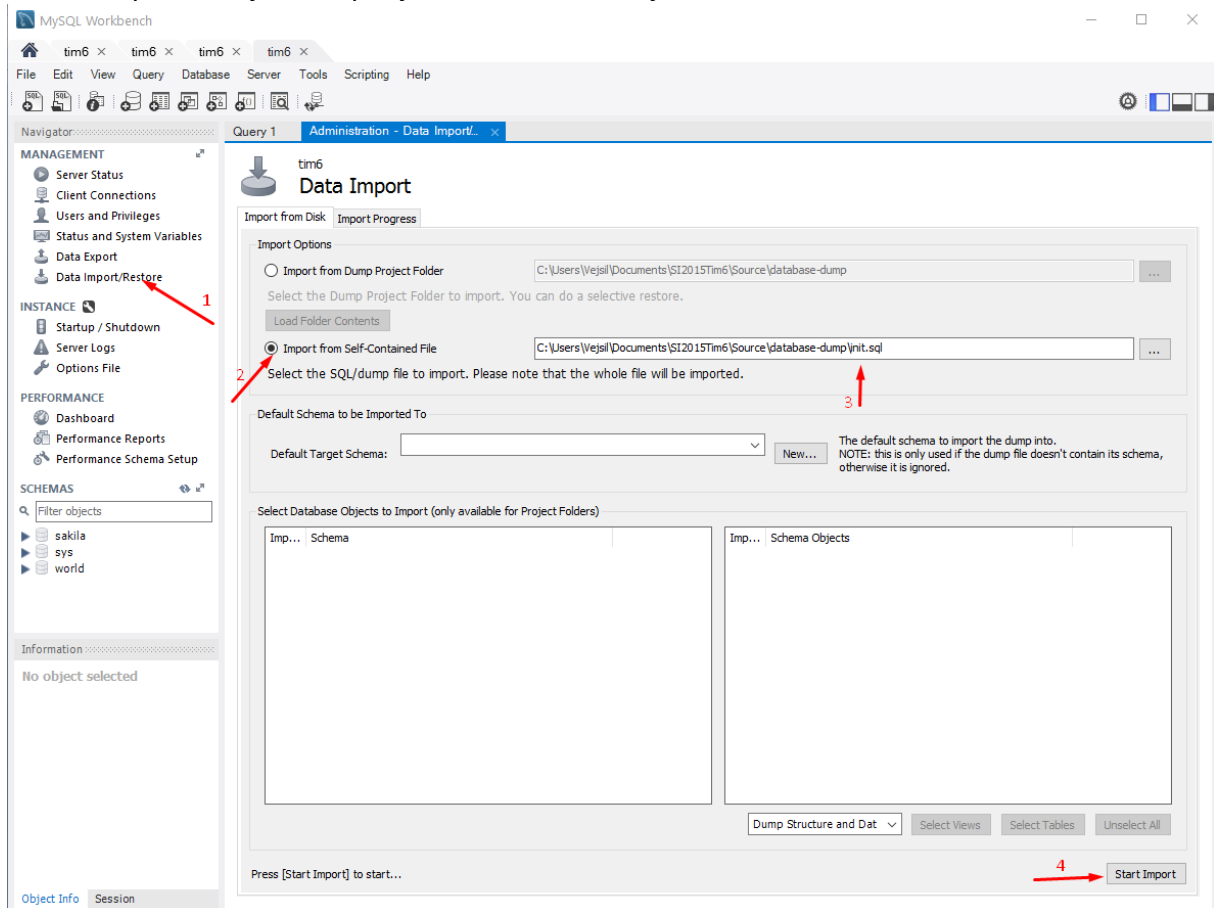 MySQL Workbench
tim6 × tim6 × tim6 × tim6 ×
File Edit View Query Database Server Tools Scripting Help
Navigator
MANAGEMENT
Server Status
Client Connections
Users and Privileges
Status and System Variables
Data Export
Data Import/Restore
1
INSTANCE
Startup / Shutdown
Server Logs
Options File
PERFORMANCE
Dashboard
Performance Reports
Performance Schema Setup
SCHEMAS
Filter objects
sakila
sys
world
Information
No object selected
Object Info Session
Query 1 Administration - Data Import/... ×
tim6
Data Import
Import from Disk Import Progress
Import Options
Import from Dump Project Folder C:\Users\Vejsil\Documents\SI2015Tim6\Source\database-dump ...
Select the Dump Project Folder to import. You can do a selective restore.
Load Folder Contents
Import from Self-Contained File C:\Users\Vejsil\Documents\SI2015Tim6\Source\database-dump\init.sql ...
2 Select the SQL/dump file to import. Please note that the whole file will be imported.
3
Default Schema to be Imported To
Default Target Schema: New...
The default schema to import the dump into.
NOTE: this is only used if the dump file doesn't contain its schema,
otherwise it is ignored.
Select Database Objects to Import (only available for Project Folders)
Imp... Schema Imp... Schema Objects
Dump Structure and Dat Select Views Select Tables Unselect All
Press [Start Import] to start... 4 Start Import